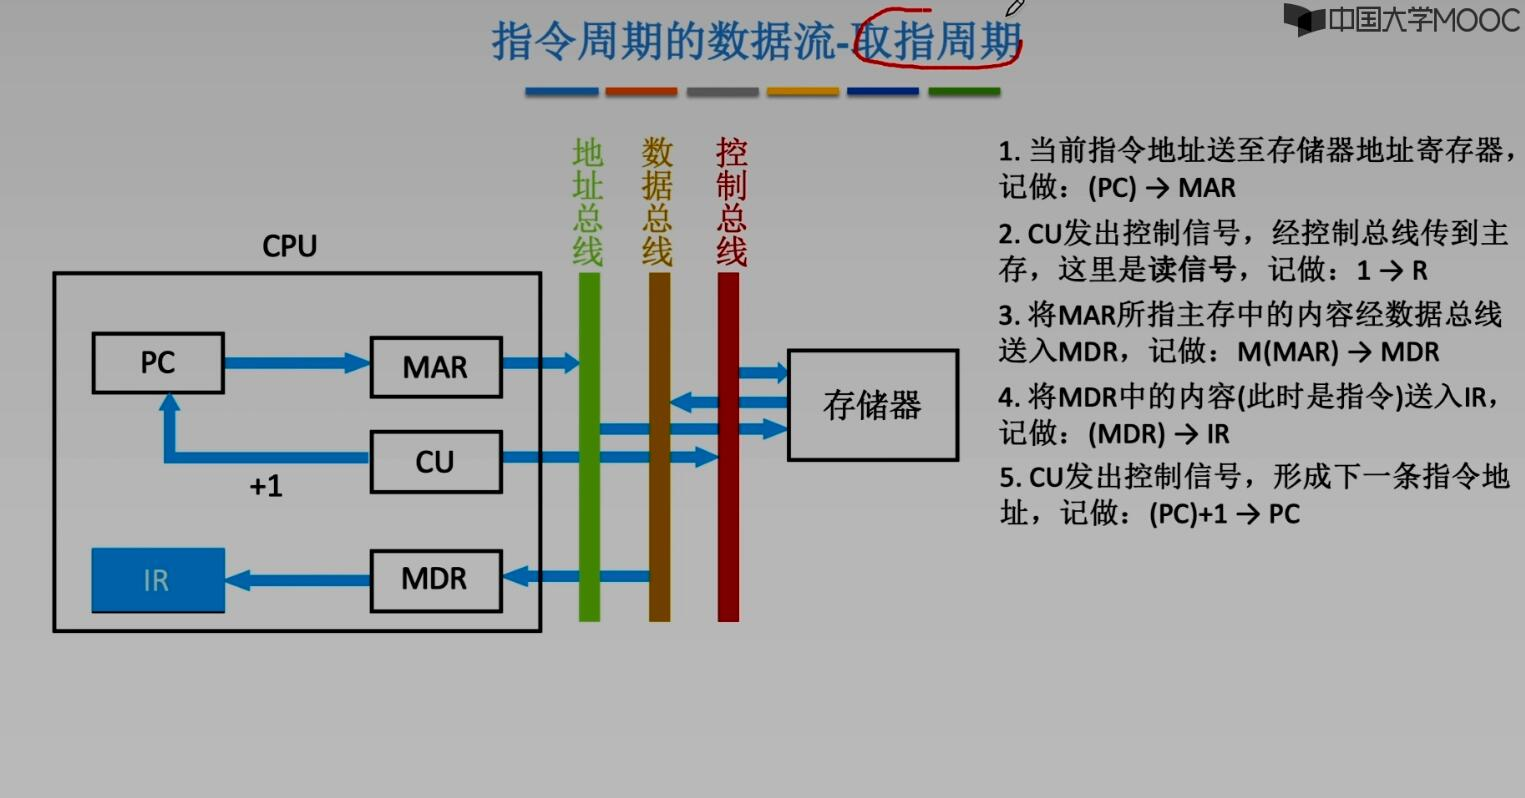 中国大学MOOC
指令周期的数据流-取指周期
地址总线
数据总线
控制总线
CPU
PC
MAR
CU
+1
IR
MDR
存储器
1. 当前指令地址送至存储器地址寄存器，
记做：(PC) → MAR
2. CU发出控制信号，经控制总线传到主
存，这里是读信号，记做：1 → R
3. 将MAR所指主存中的内容经数据总线
送入MDR，记做：M(MAR) → MDR
4. 将MDR中的内容(此时是指令)送入IR，
记做：(MDR) → IR
5. CU发出控制信号，形成下一条指令地
址，记做：(PC)+1 → PC